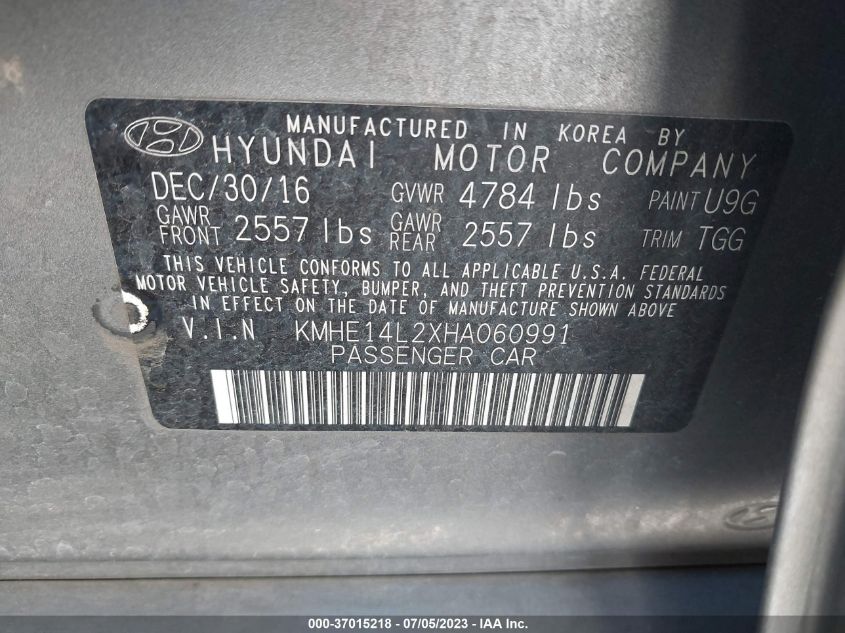 MANUFACTURED IN KOREA BY
HYUNDAI MOTOR COMPANY
DEC/30/16 GVWR 4784 lbs PAINT U9G
GAWR FRONT 2557 lbs GAWR REAR 2557 lbs TRIM TGG
THIS VEHICLE CONFORMS TO ALL APPLICABLE U.S.A. FEDERAL
MOTOR VEHICLE SAFETY, BUMPER, AND THEFT PREVENTION STANDARDS
IN EFFECT ON THE DATE OF MANUFACTURE SHOWN ABOVE
V.I.N KMHE14L2XHA060991
PASSENGER CAR
000-37015218 - 07/05/2023 - IAA Inc.